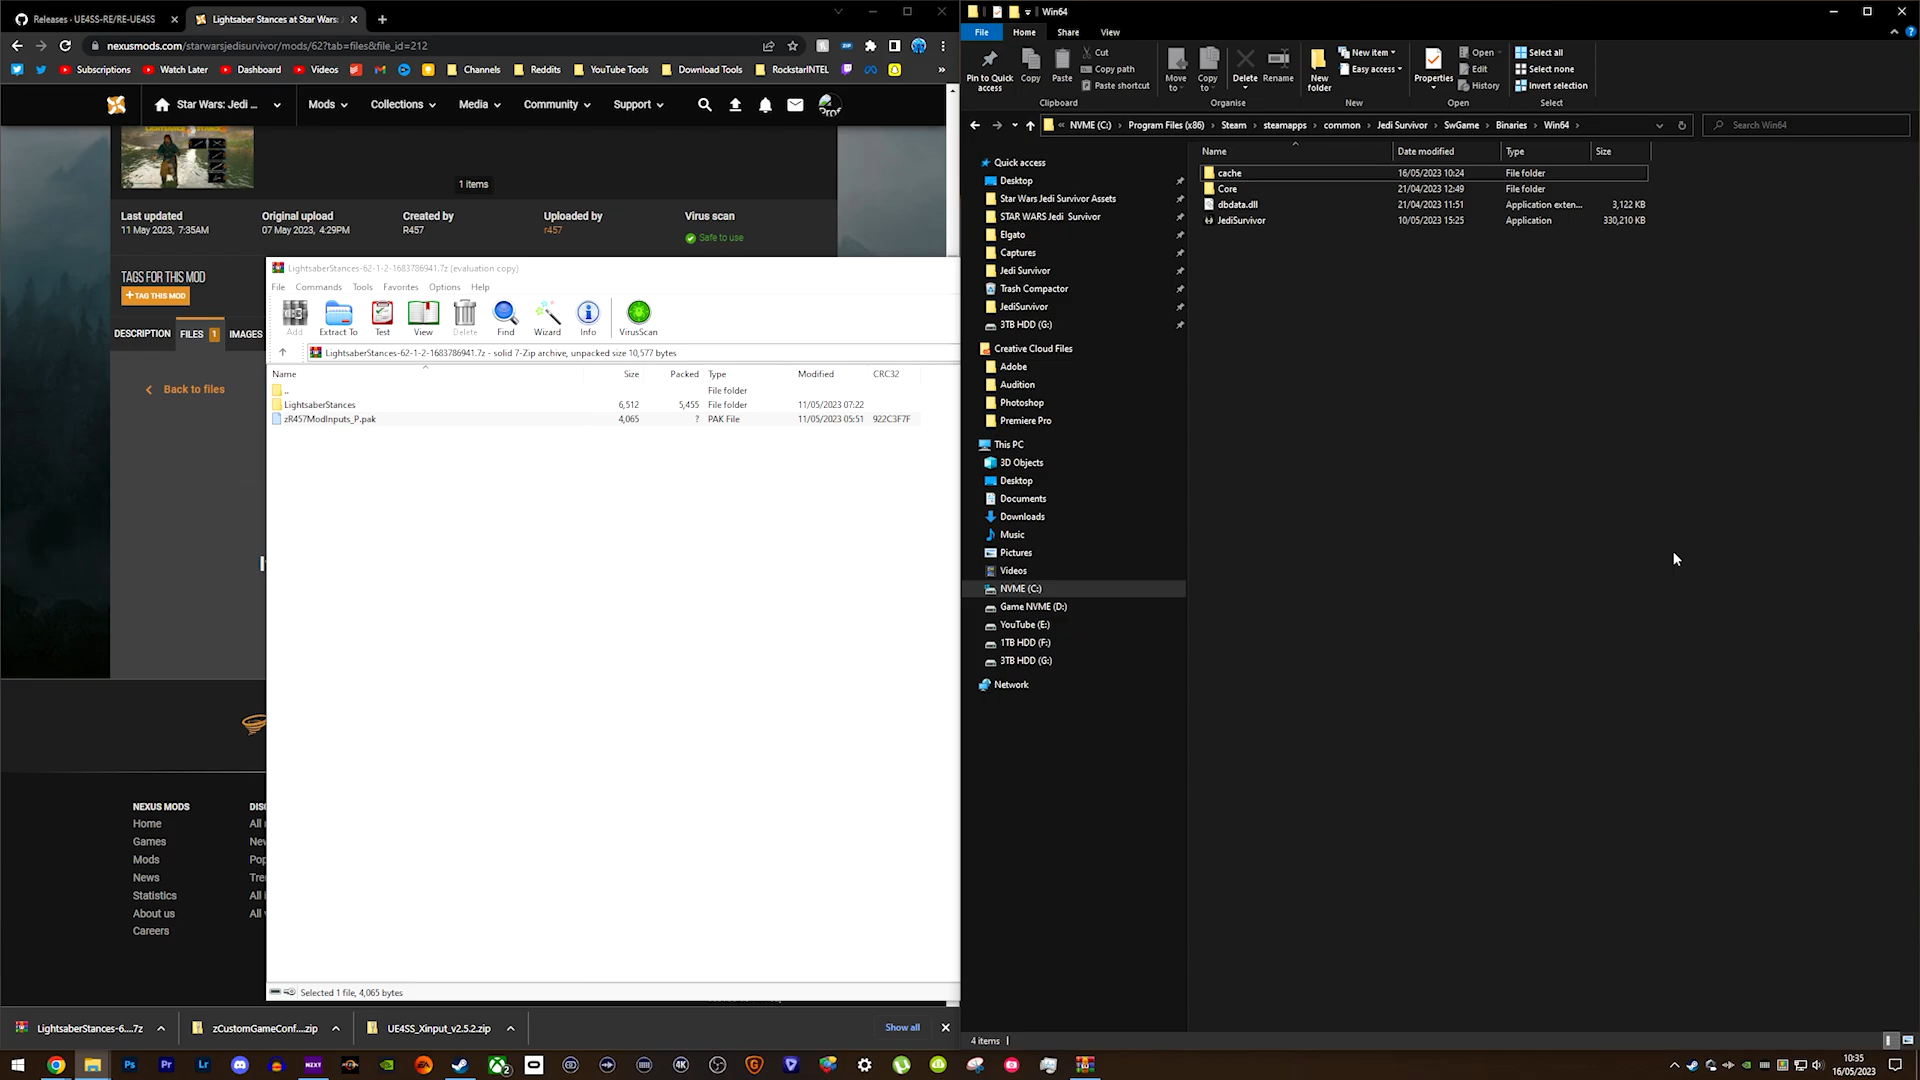 Releases · UE4SS-RE/RE-UE4SS
Lightsaber Stances at Star Wars:
nexusmods.com/starwarsjedisurvivor/mods/62?tab=files&file_id=212
Subscriptions
Watch Later
Dashboard
Videos
Channels
Reddits
YouTube Tools
Download Tools
RockstarINTEL
Star Wars: Jedi ...
Mods
Collections
Media
Community
Support
1 Items
Last updated
11 May 2023, 7:35AM
Original upload
07 May 2023, 4:29PM
Created by
R457
Uploaded by
r457
Virus scan
Safe to use
TAGS FOR THIS MOD
+ TAG THIS MOD
DESCRIPTION
FILES 1
IMAGES
Back to files
NEXUS MODS
Home
Games
Mods
News
Statistics
About us
Careers
LightsaberStances-62-1-2-1683786941.7z (evaluation copy)
File Commands Tools Favorites Options Help
Add
Extract To
Test
View
Delete
Find
Wizard
Info
VirusScan
LightsaberStances-62-1-2-1683786941.7z - solid 7-Zip archive, unpacked size 10,577 bytes
Name Size Packed Type Modified CRC32
.. File folder
LightsaberStances 6,512 5,455 File folder 11/05/2023 07:22
zR457ModInputs_P.pak 4,065 ? PAK File 11/05/2023 05:51 922C3F7F
Selected 1 file, 4,065 bytes
LightsaberStances-6....7z
zCustomGameConf....zip
UE4SS_Xinput_v2.5.2.zip
Show all
Win64
File Home Share View
Pin to Quick access
Copy
Paste
Cut
Copy path
Paste shortcut
Clipboard
Move to
Copy to
Delete
Rename
Organise
New folder
New item
Easy access
New
Properties
Open
Edit
History
Open
Select all
Select none
Invert selection
Select
« NVME (C:) > Program Files (x86) > Steam > steamapps > common > Jedi Survivor > SwGame > Binaries > Win64 >
Search Win64
Quick access
Desktop
Star Wars Jedi Survivor Assets
STAR WARS Jedi Survivor
Elgato
Captures
Jedi Survivor
Trash Compactor
JediSurvivor
3TB HDD (G:)
Creative Cloud Files
Adobe
Audition
Photoshop
Premiere Pro
This PC
3D Objects
Desktop
Documents
Downloads
Music
Pictures
Videos
NVME (C:)
Game NVME (D:)
YouTube (E:)
1TB HDD (F:)
3TB HDD (G:)
Network
Name Date modified Type Size
cache 16/05/2023 10:24 File folder
Core 21/04/2023 12:49 File folder
dbdata.dll 21/04/2023 11:51 Application exten... 3,122 KB
JediSurvivor 10/05/2023 15:25 Application 330,210 KB
4 items
10:35
16/05/2023